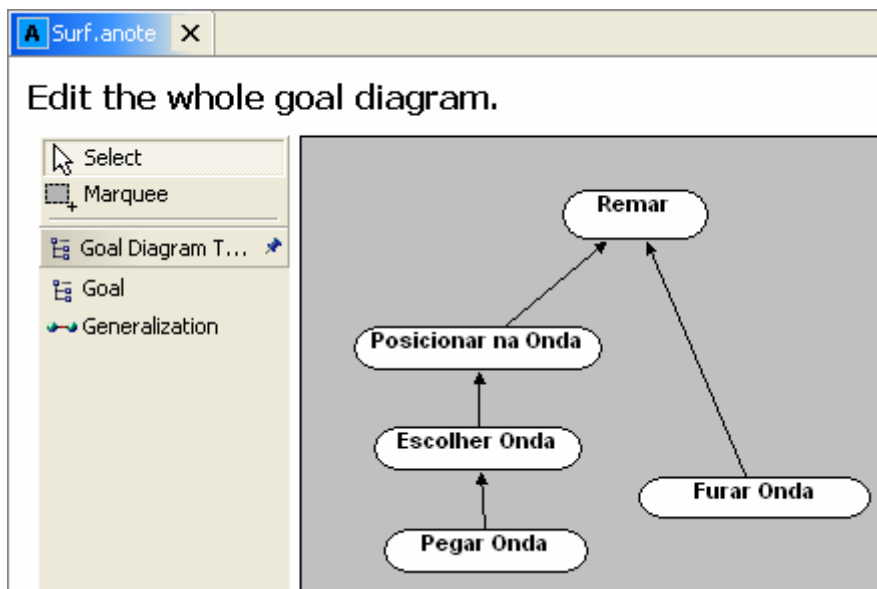 Surf.anote
Edit the whole goal diagram.
Select
Marquee
Goal Diagram T...
Goal
Generalization
Remar
Posicionar na Onda
Escolher Onda
Furar Onda
Pegar Onda